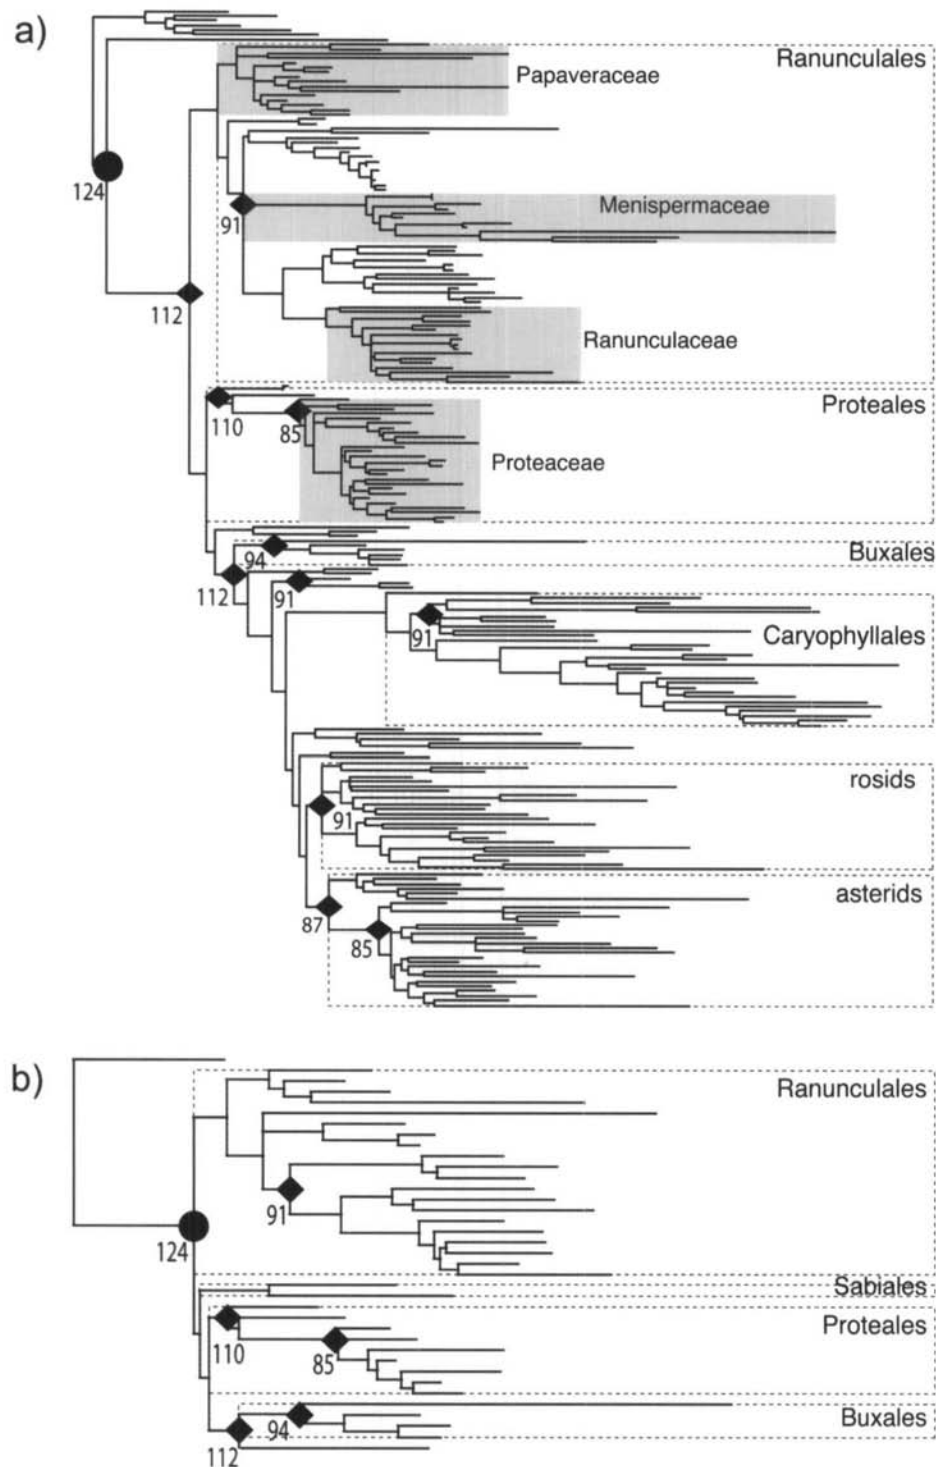 a)
Ranunculales
Papaveraceae
124
Menispermaceae
91
112
Ranunculaceae
Proteales
110
85
Proteaceae
Buxales
94
112
91
Caryophyllales
91
rosids
91
asterids
87
85
b)
Ranunculales
91
124
Sabiales
Proteales
110
85
Buxales
94
112